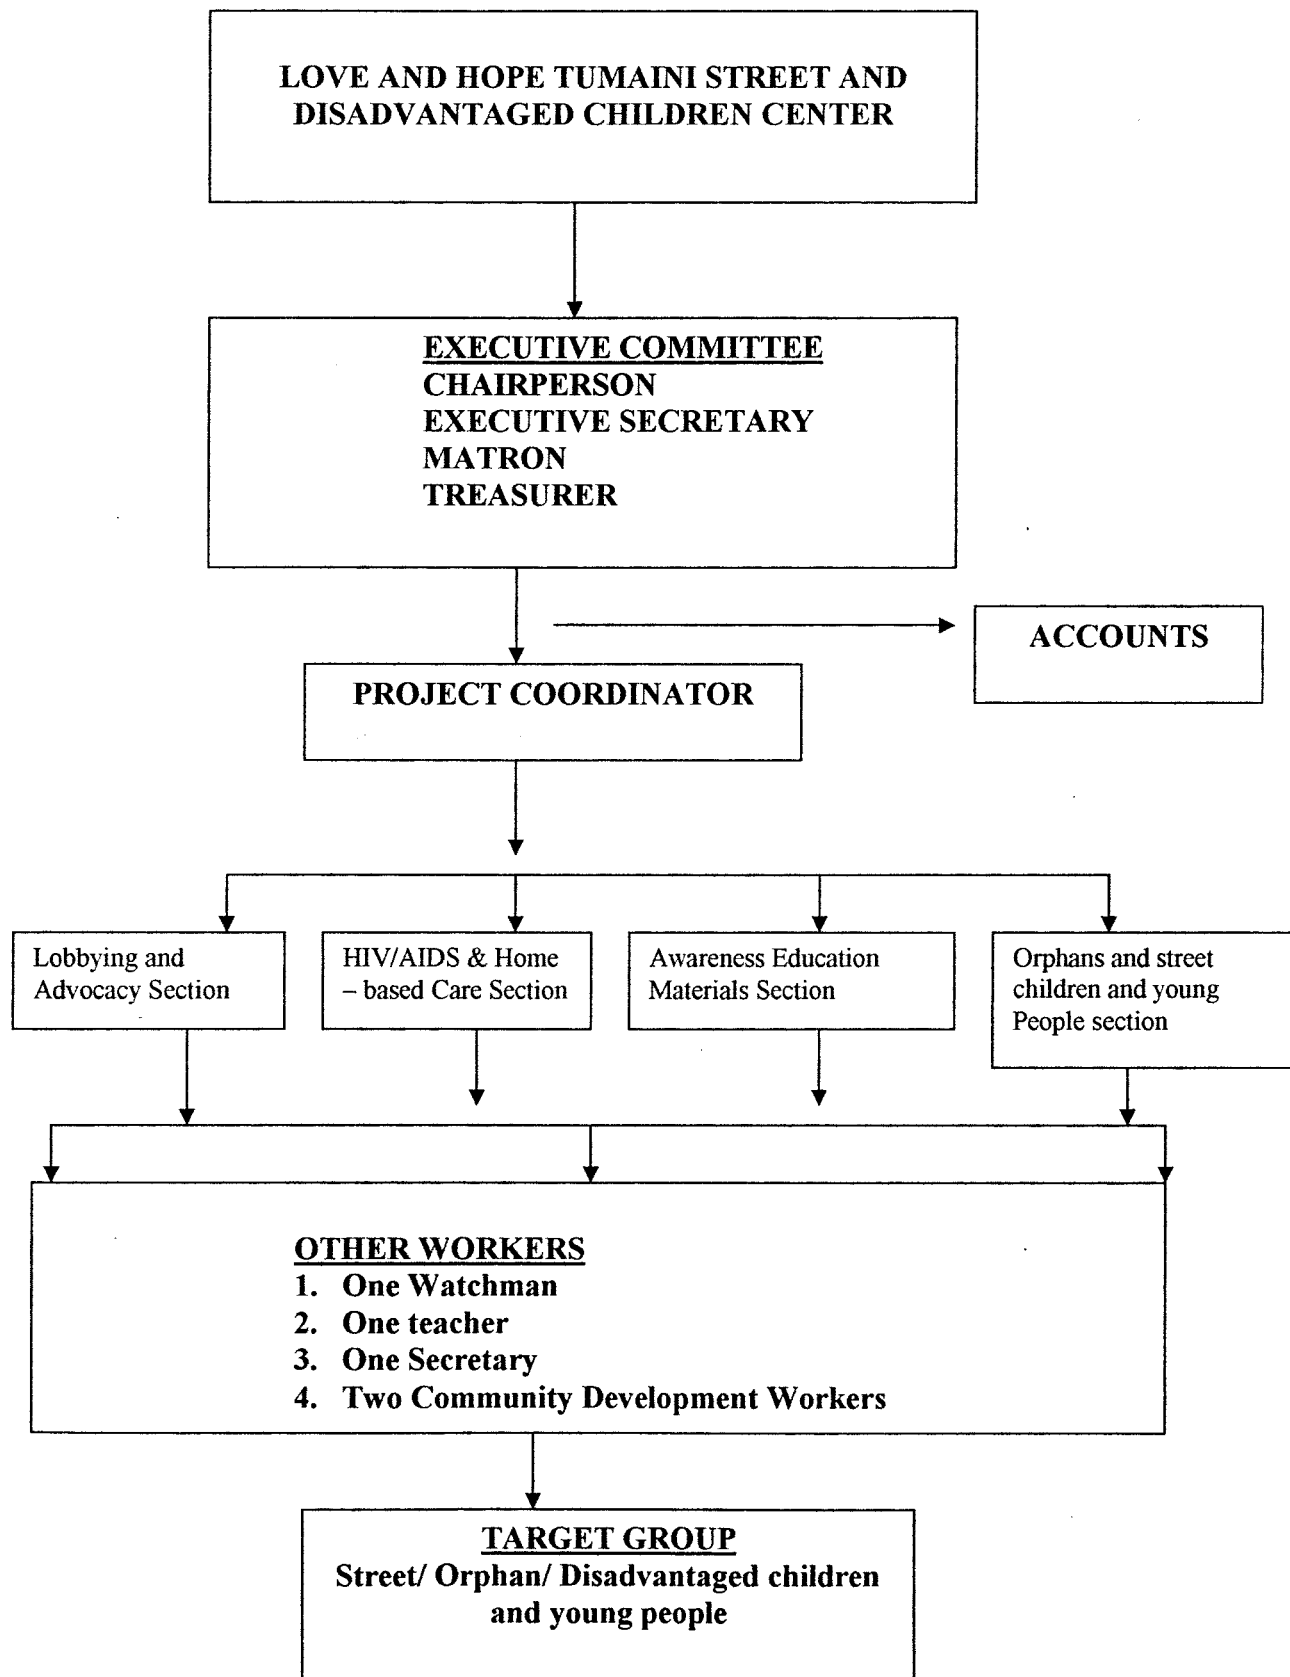 LOVE AND HOPE TUMAINI STREET AND
DISADVANTAGED CHILDREN CENTER
EXECUTIVE COMMITTEE
CHAIRPERSON
EXECUTIVE SECRETARY
MATRON
TREASURER
ACCOUNTS
PROJECT COORDINATOR
Lobbying and
Advocacy Section
HIV/AIDS & Home
– based Care Section
Awareness Education
Materials Section
Orphans and street
children and young
People section
OTHER WORKERS
1. One Watchman
2. One teacher
3. One Secretary
4. Two Community Development Workers
TARGET GROUP
Street/ Orphan/ Disadvantaged children
and young people